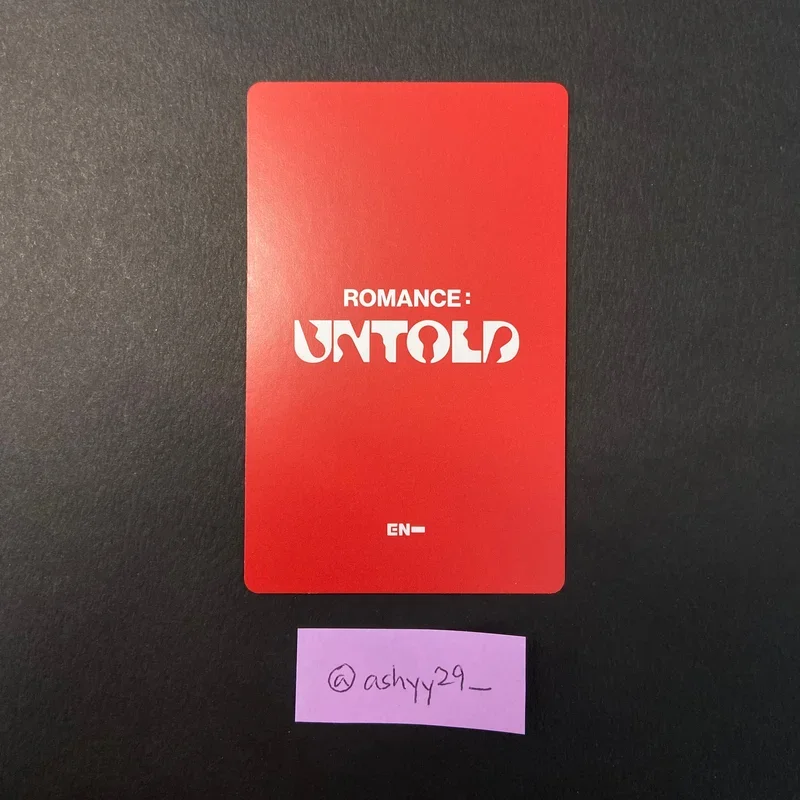 ROMANCE:
UNTOLD
EN-
@ashyy29_